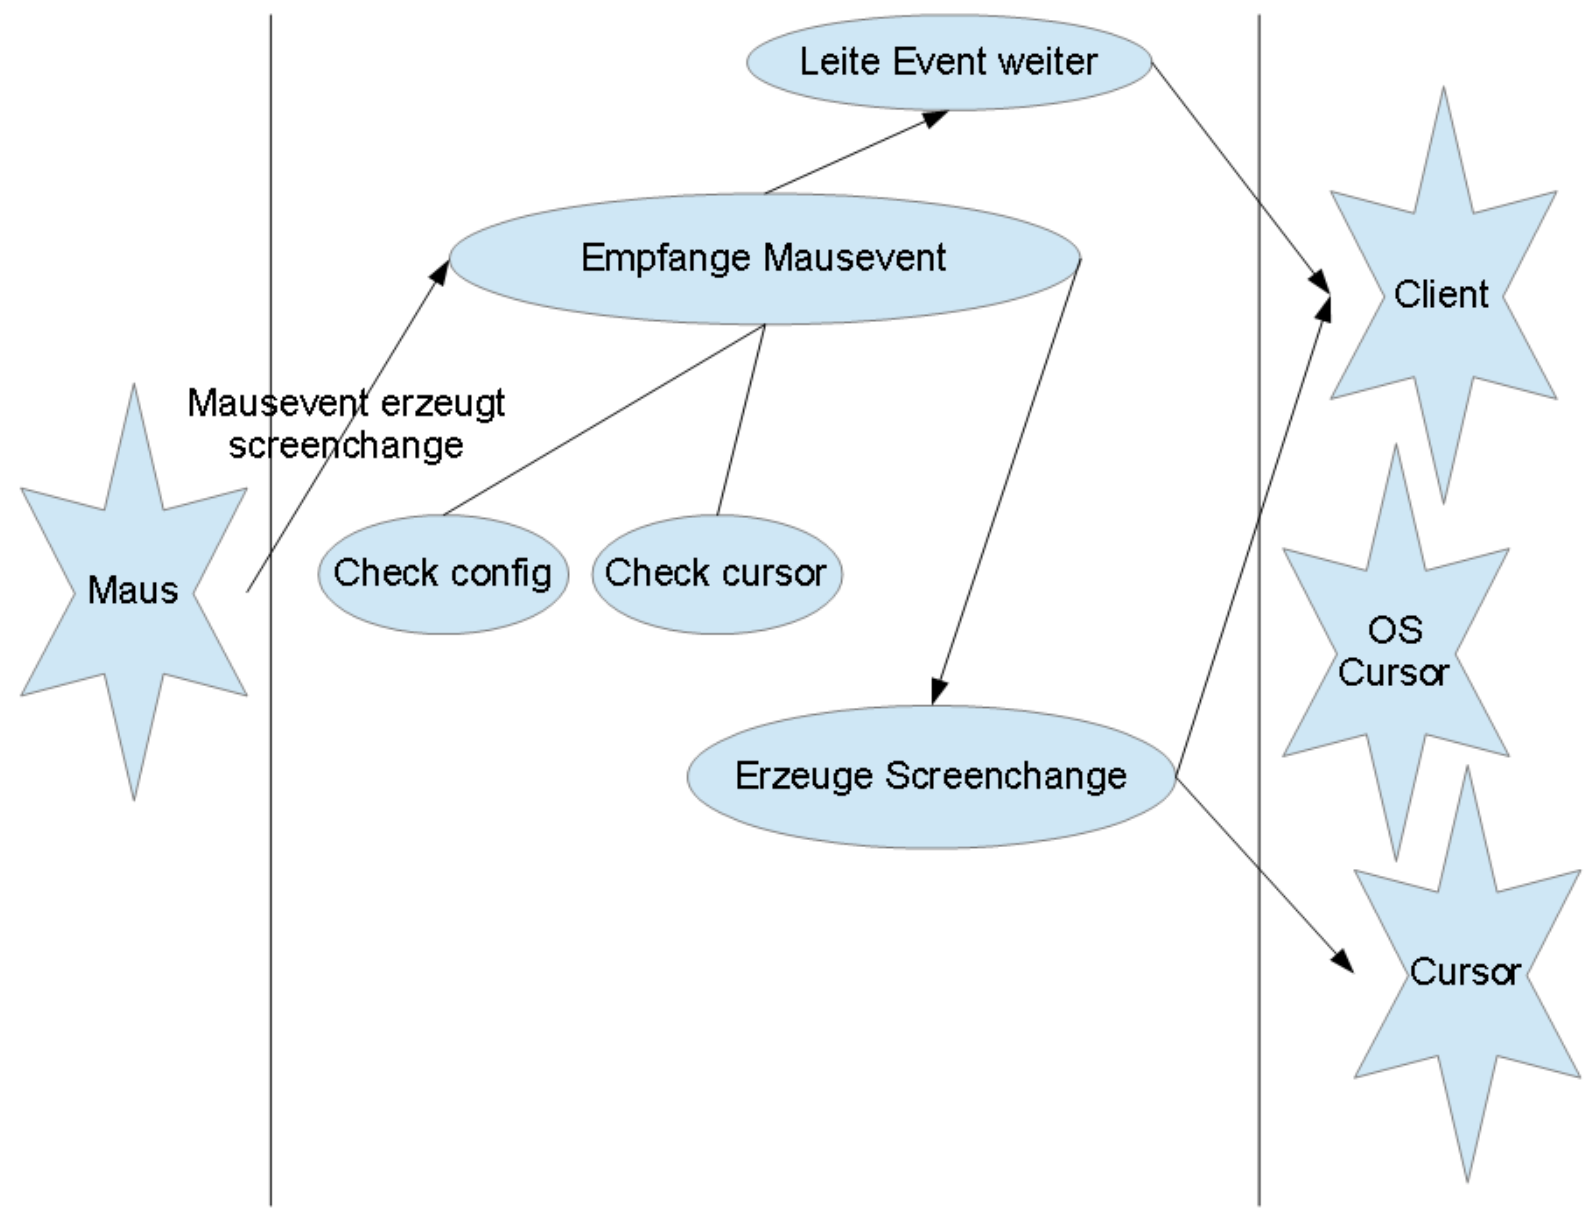 Leite Event weiter
Empfange Mausevent
Client
Mausevent erzeugt
screenchange
Maus
Check config
Check cursor
OS
Cursor
Erzeuge Screenchange
Cursor